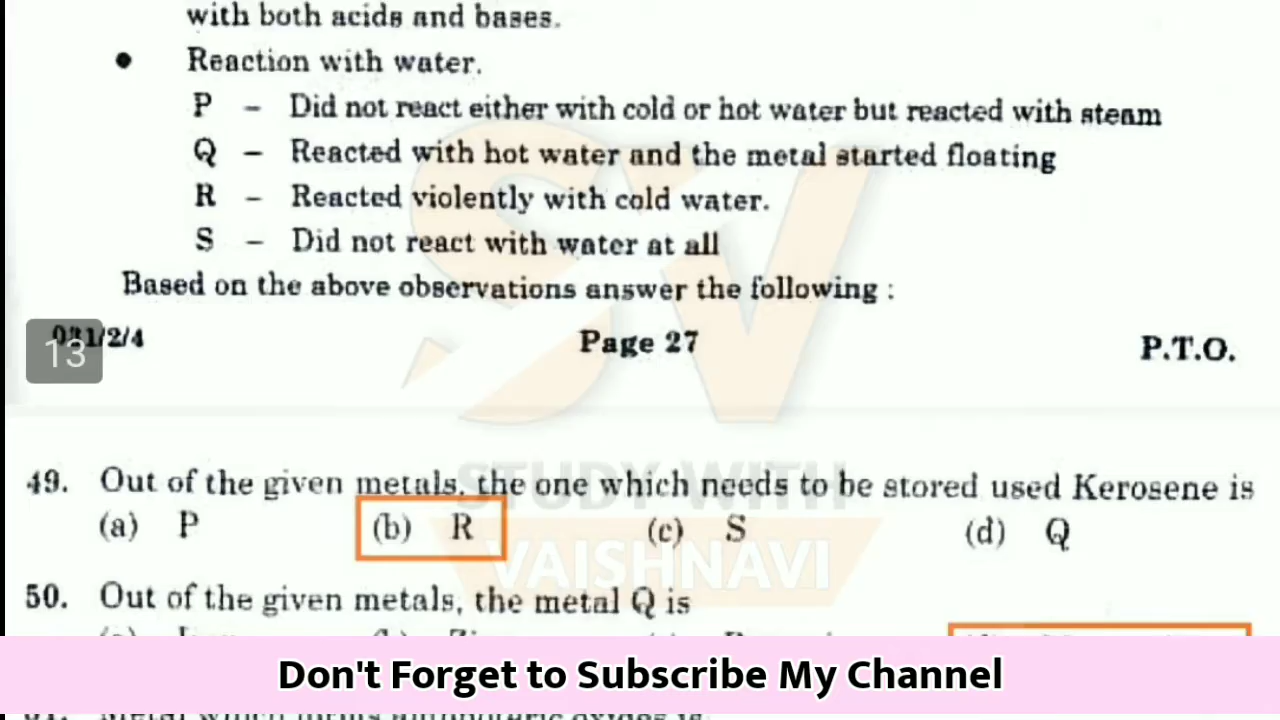 with both acids and bases.
● Reaction with water.
P – Did not react either with cold or hot water but reacted with steam
Q – Reacted with hot water and the metal started floating
R – Reacted violently with cold water.
S – Did not react with water at all
Based on the above observations answer the following :
031/2/4 Page 27 P.T.O.
13
49. Out of the given metals, the one which needs to be stored used Kerosene is
(a) P (b) R (c) S (d) Q
STUDY WITH
VAISHNAVI
50. Out of the given metals, the metal Q is
Don't Forget to Subscribe My Channel